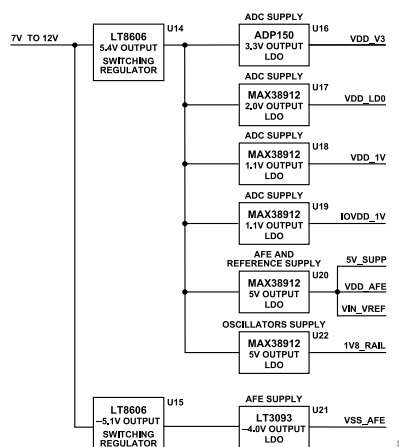 7V TO 12V
LT8606
5.4V OUTPUT
SWITCHING
REGULATOR
U14
ADC SUPPLY
ADP150
3.3V OUTPUT
LDO
U16
VDD_V3
ADC SUPPLY
MAX38912
2.0V OUTPUT
LDO
U17
VDD_LD0
ADC SUPPLY
MAX38912
1.1V OUTPUT
LDO
U18
VDD_1V
ADC SUPPLY
MAX38912
1.1V OUTPUT
LDO
U19
IOVDD_1V
AFE AND
REFERENCE SUPPLY
MAX38912
5V OUTPUT
LDO
U20
5V_SUPP
VDD_AFE
VIN_VREF
OSCILLATORS SUPPLY
MAX38912
5V OUTPUT
LDO
U22
1V8_RAIL
LT8606
–5.1V OUTPUT
SWITCHING
REGULATOR
U15
AFE SUPPLY
LT3093
–4.0V OUTPUT
LDO
U21
VSS_AFE